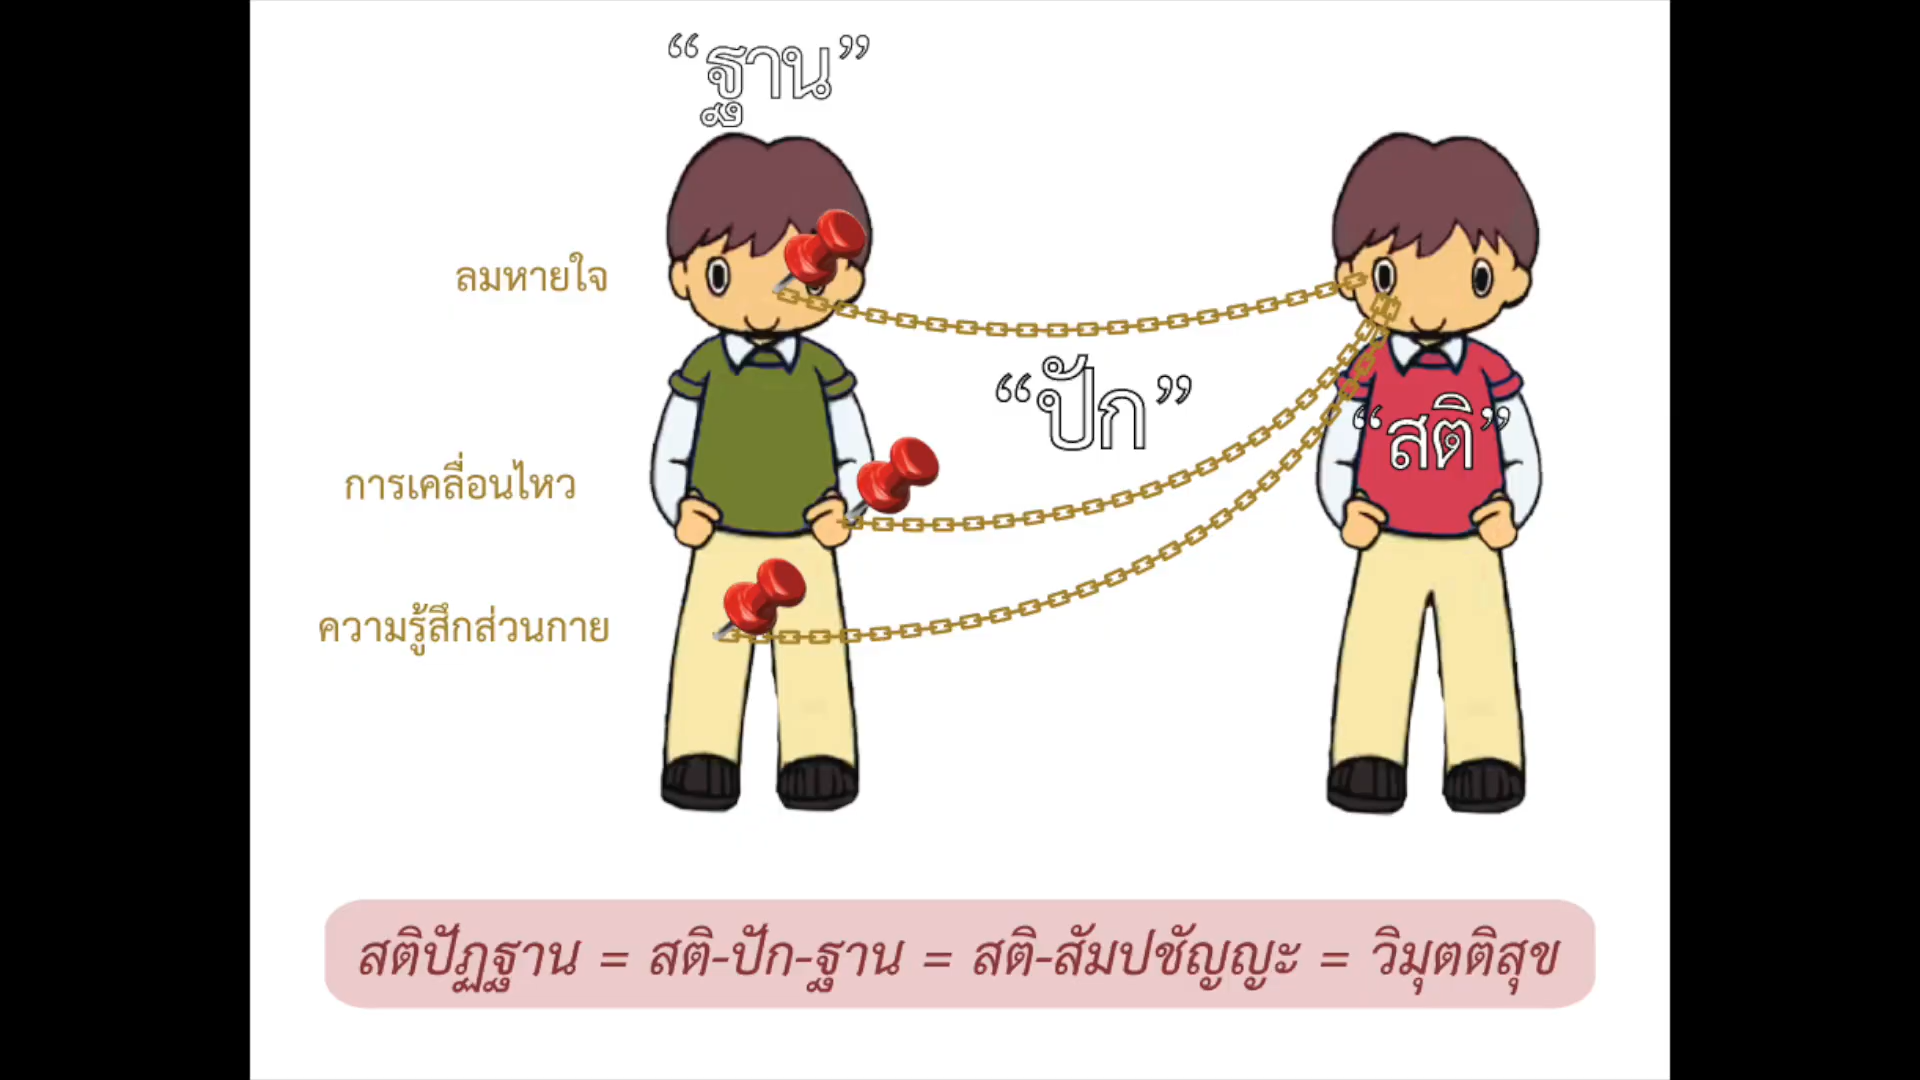 “ฐาน”
ลมหายใจ
“ปัก”
“สติ”
การเคลื่อนไหว
ความรู้สึกส่วนกาย
สติปัฏฐาน = สติ-ปัก-ฐาน = สติ-สัมปชัญญะ = วิมุตติสุข